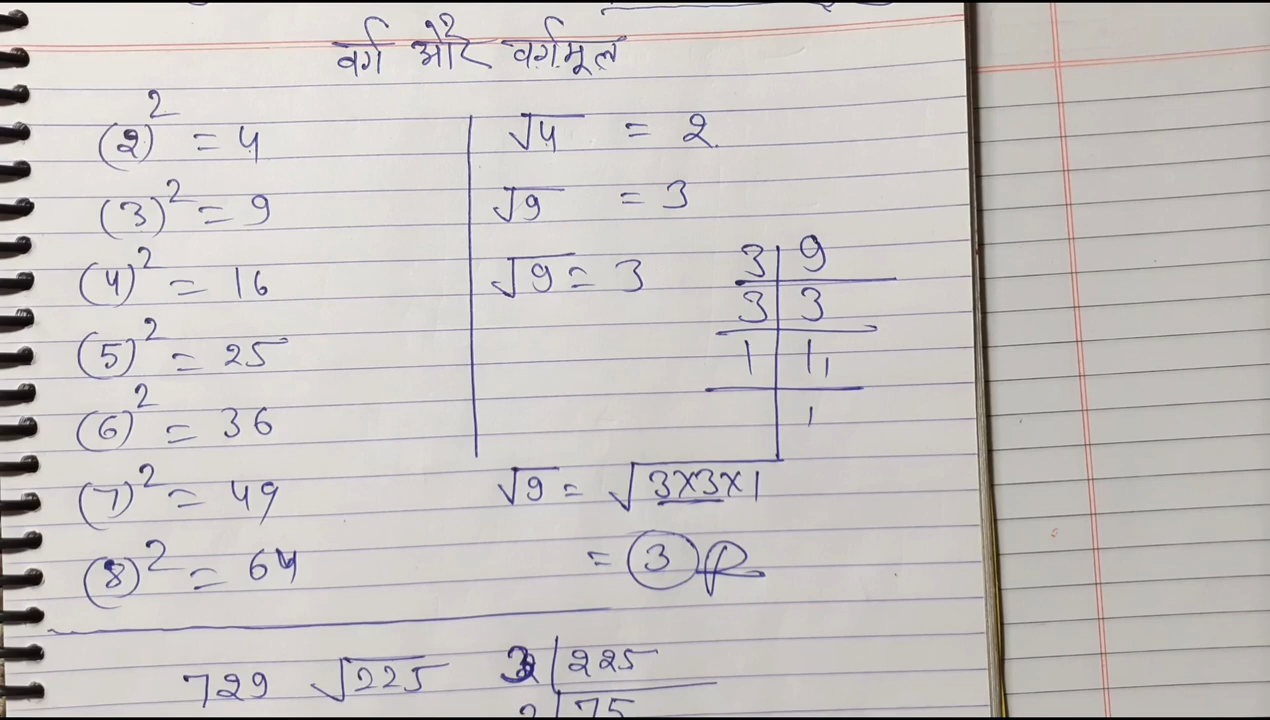 वर्ग और वर्गमूल
(2)² = 4
(3)² = 9
(4)² = 16
(5)² = 25
(6)² = 36
(7)² = 49
(8)² = 64
√4 = 2
√9 = 3
√9 = 3
3 | 9
3 | 3
1 | 1
| 1
√9 = √3×3×1
= 3
729 √225
3 | 225
| 75